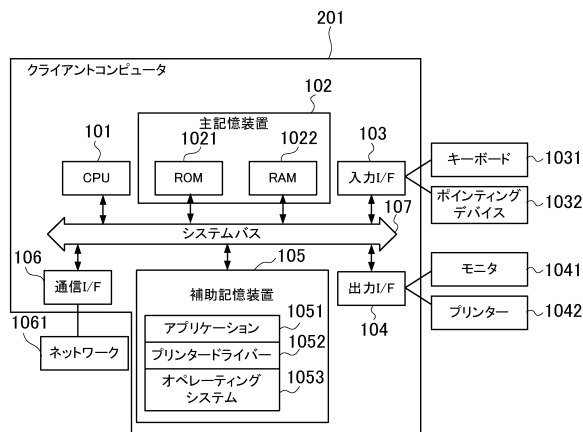 201
クライアントコンピュータ
102
101
主記憶装置
1021
1022
103
CPU
ROM
RAM
入力I/F
キーボード
1031
ポインティング
デバイス
1032
107
システムバス
106
105
通信I/F
補助記憶装置
出力I/F
104
モニタ
1041
プリンター
1042
1061
ネットワーク
アプリケーション
1051
プリンタードライバー
1052
オペレーティング
システム
1053